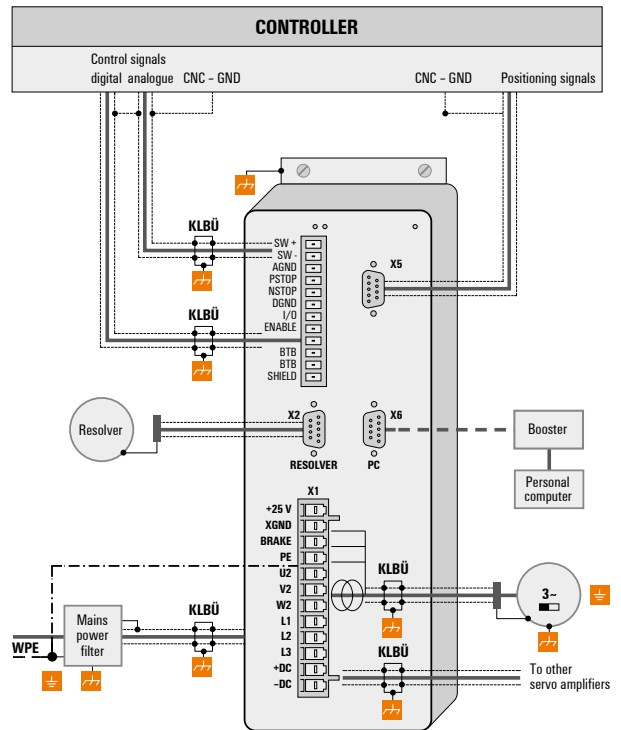 CONTROLLER
Control signals
digital analogue CNC – GND
CNC – GND Positioning signals
KLBÜ
SW +
SW -
AGND
PSTOP
NSTOP
DGND
I/O
ENABLE
BTB
BTB
SHIELD
X5
KLBÜ
X2
X6
Resolver
RESOLVER
PC
Booster
Personal
computer
X1
+25 V
XGND
BRAKE
PE
U2
V2
W2
L1
L2
L3
+DC
–DC
KLBÜ
3~
KLBÜ
Mains
power
filter
WPE
KLBÜ
To other
servo amplifiers